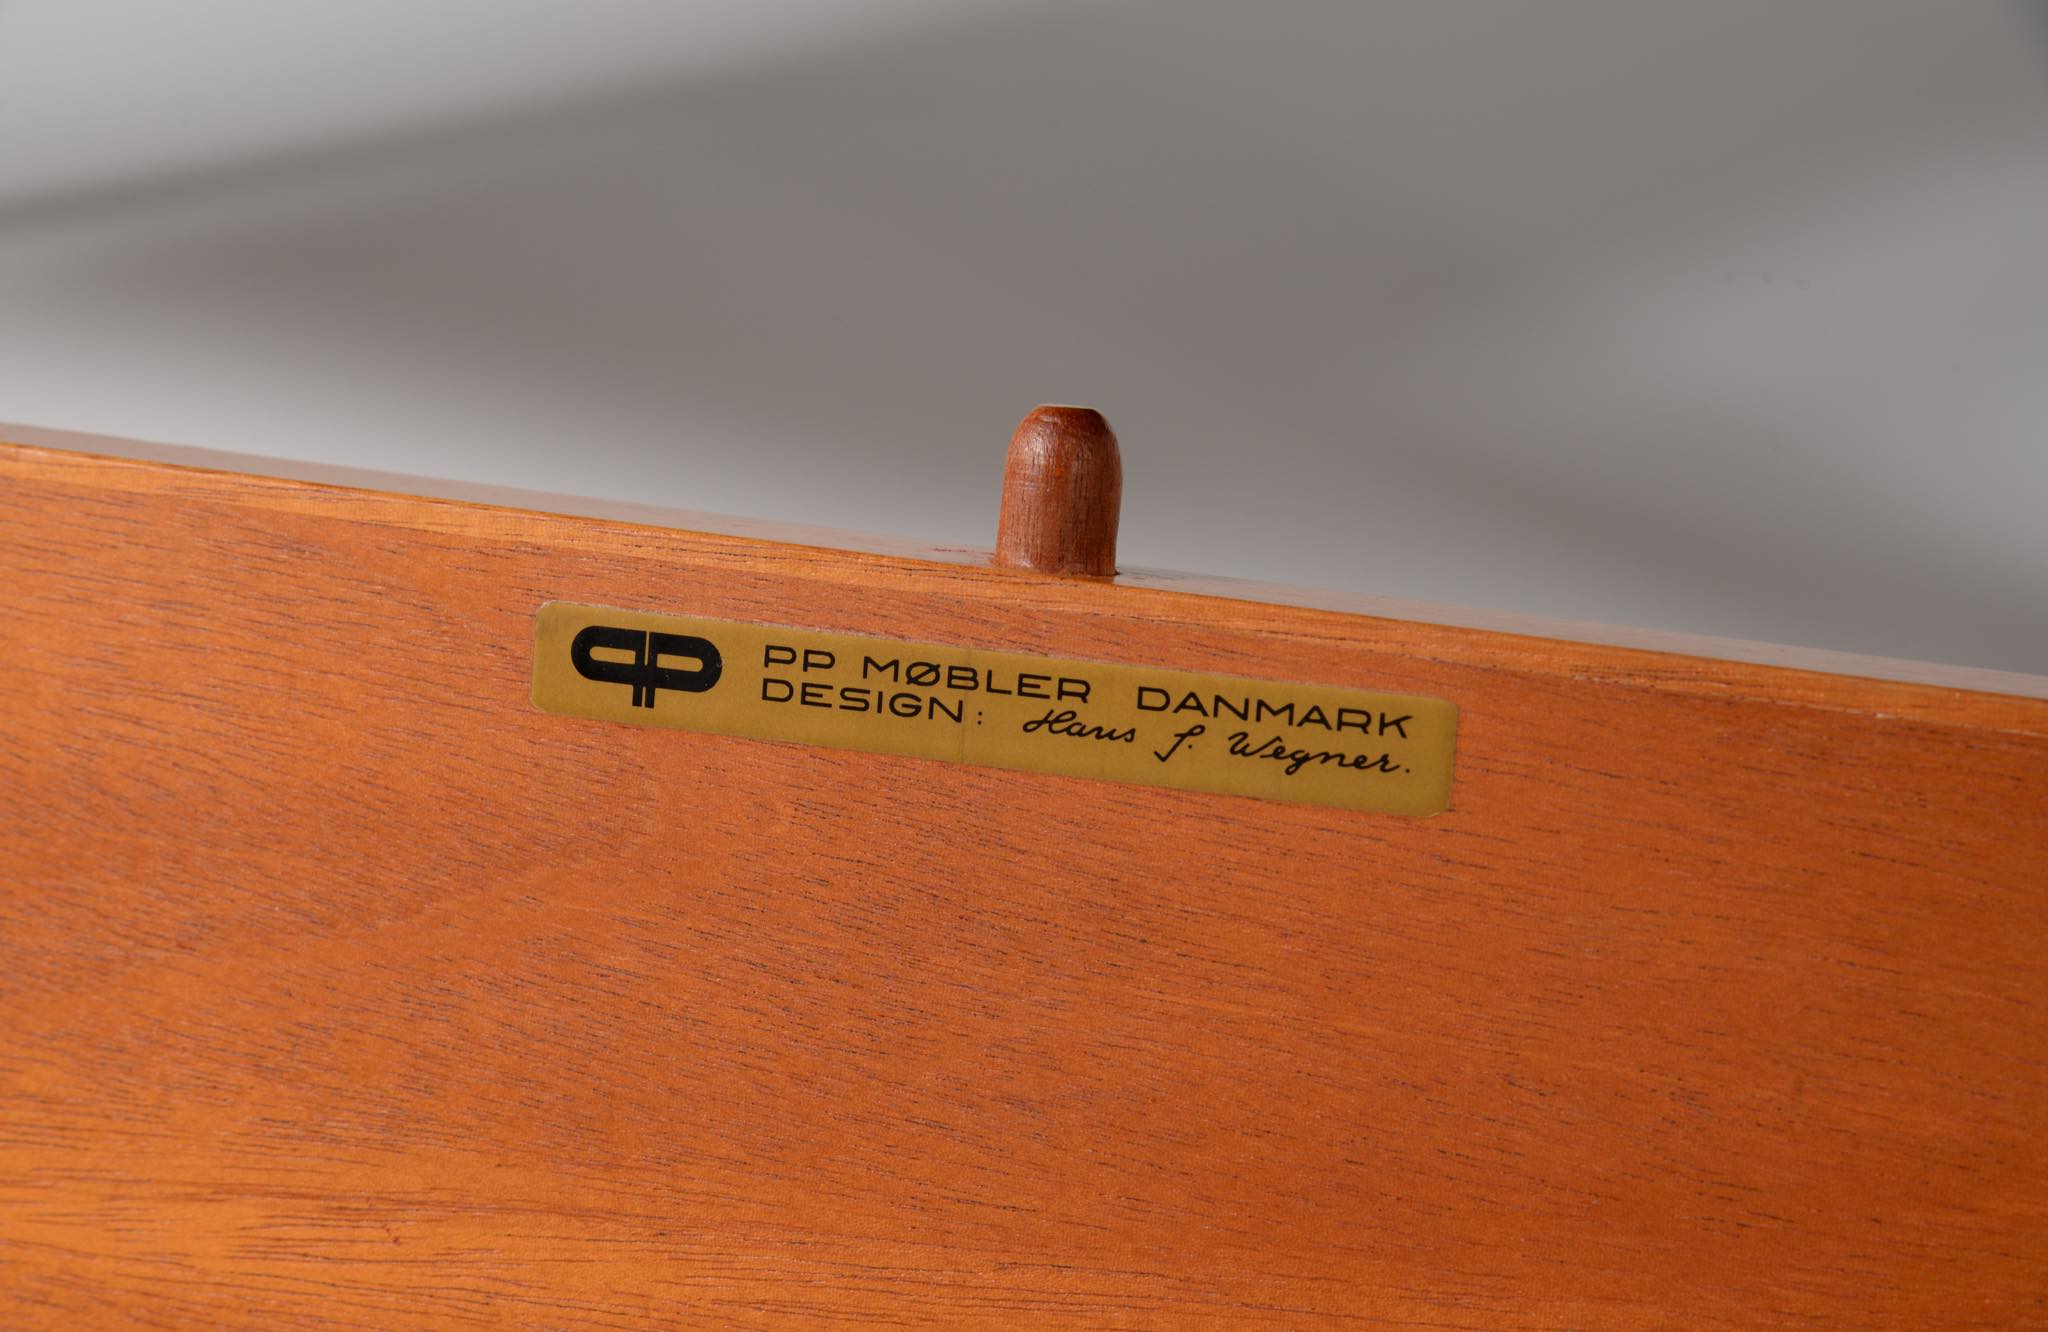 PP MØBLER DANMARK
DESIGN: Hans J. Wegner.